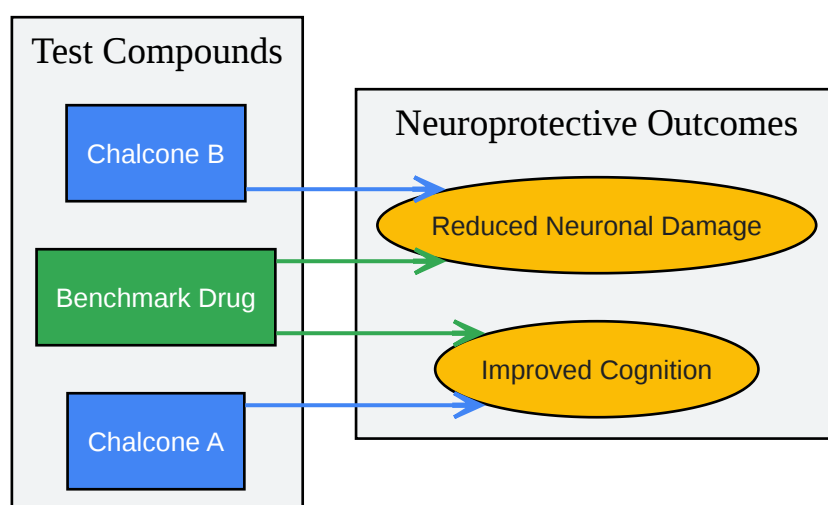 Test Compounds
Chalcone B
Benchmark Drug
Chalcone A
Neuroprotective Outcomes
Reduced Neuronal Damage
Improved Cognition